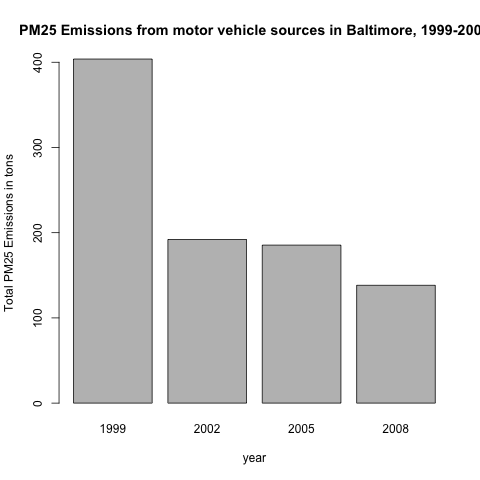 PM25 Emissions from motor vehicle sources in Baltimore, 1999-200
Total PM25 Emissions in tons
400
300
200
100
0
1999 2002 2005 2008
year